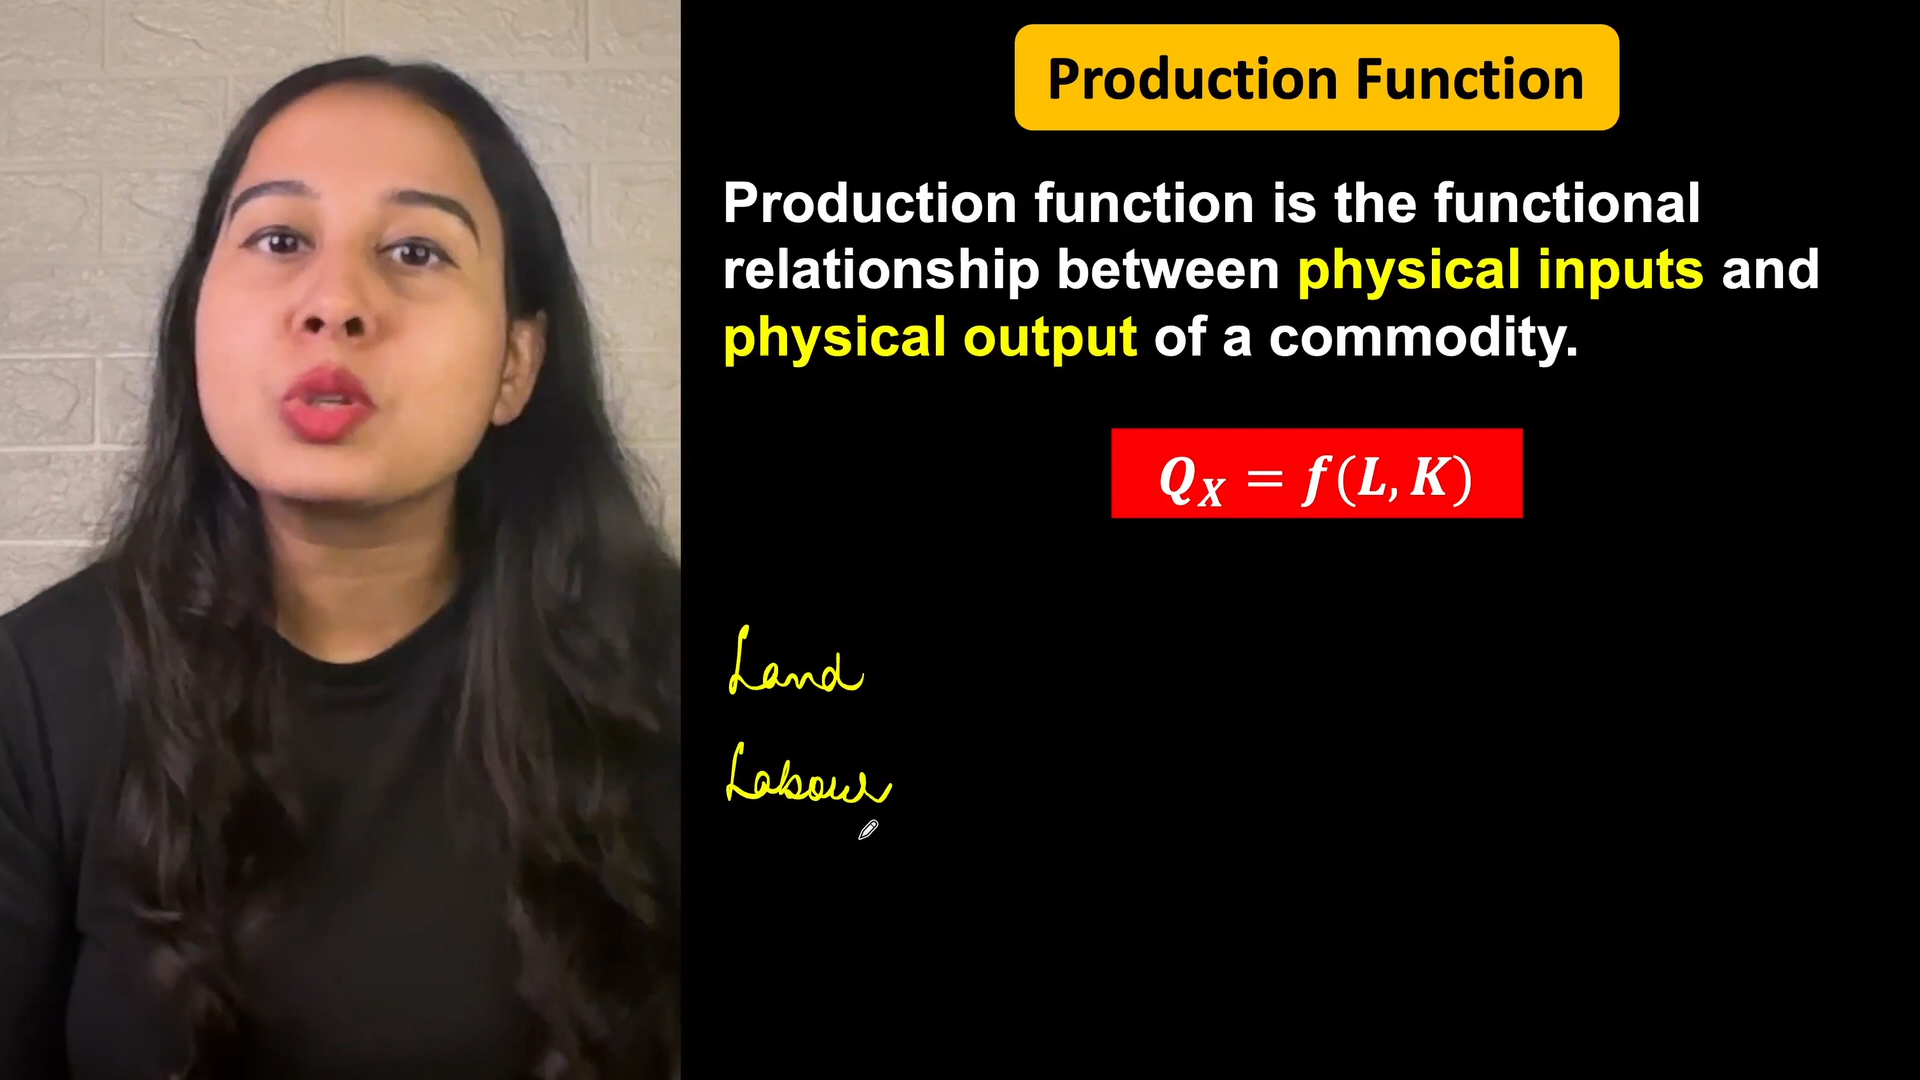 Production Function
Production function is the functional
relationship between physical inputs and
physical output of a commodity.
Q_X = f(L, K)
Land
Labour